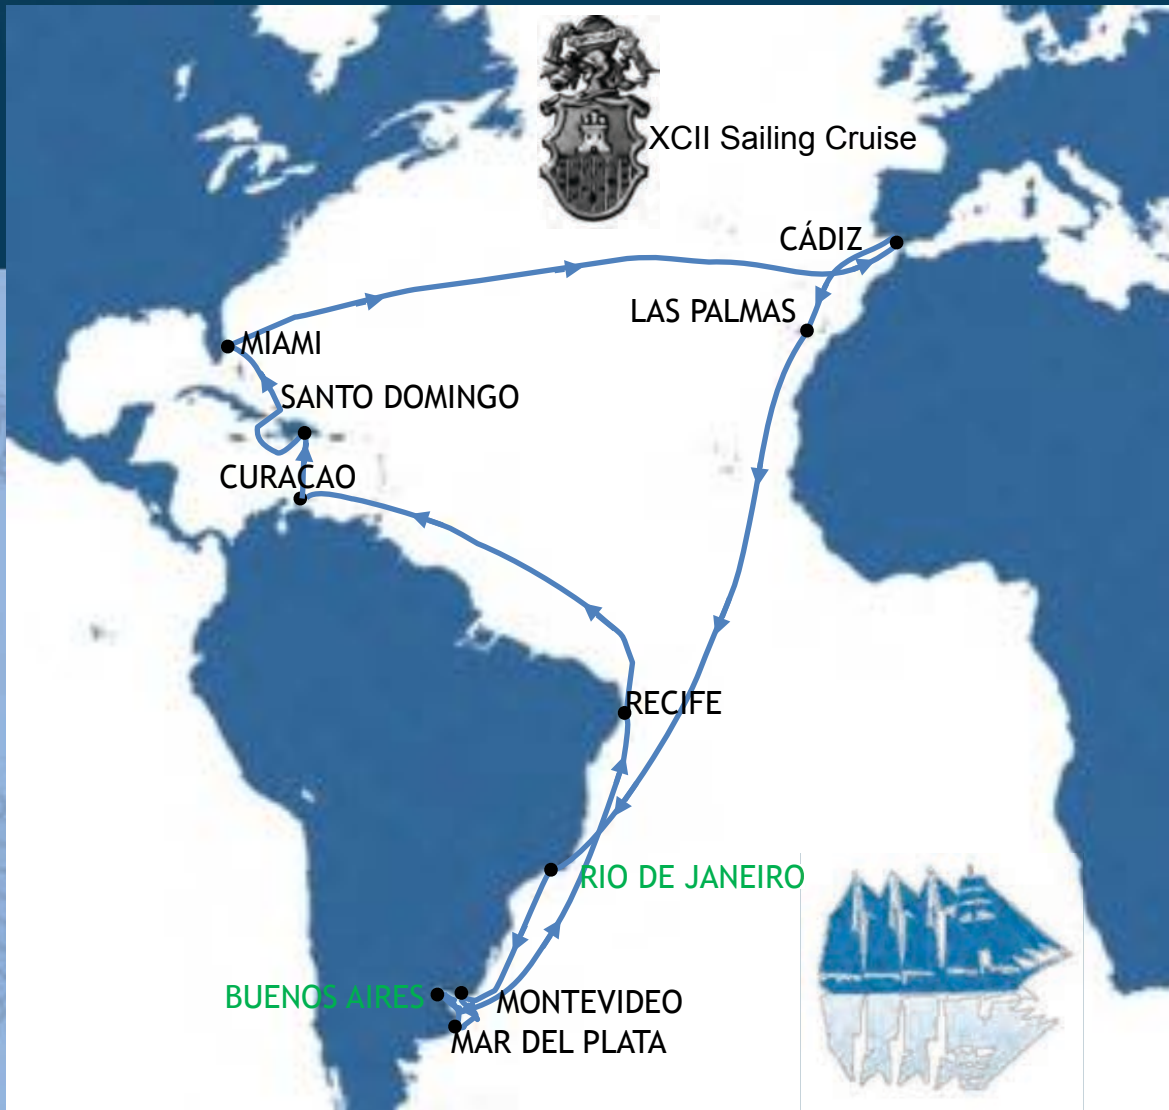 XCII Sailing Cruise
CÁDIZ
LAS PALMAS
MIAMI
SANTO DOMINGO
CURACAO
RECIFE
RIO DE JANEIRO
BUENOS AIRES
MONTEVIDEO
MAR DEL PLATA